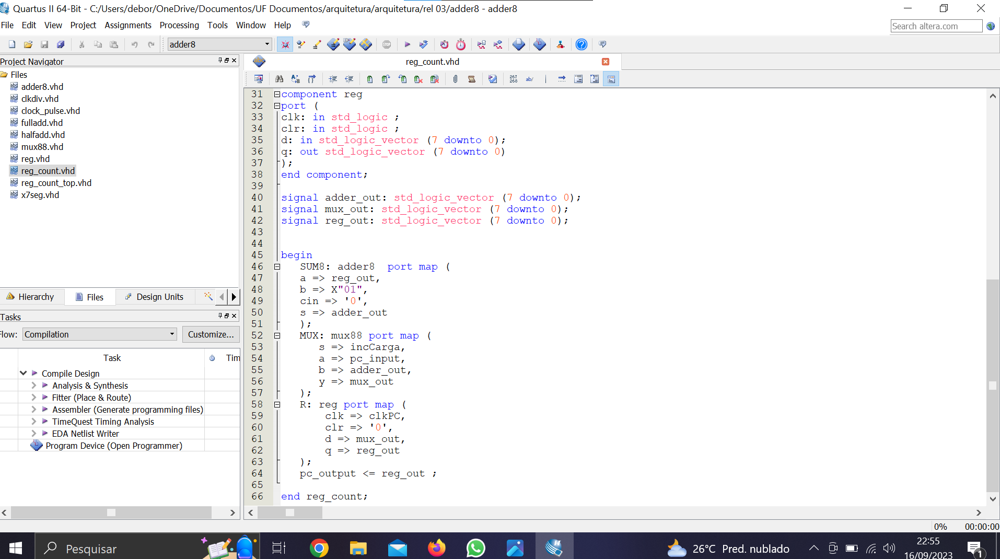 Quartus II 64-Bit - C:/Users/debor/OneDrive/Documentos/UF Documentos/arquitetura/arquitetura/rel 03/adder8 - adder8
File Edit View Project Assignments Processing Tools Window Help
Search altera.com
adder8
Project Navigator
Files
adder8.vhd
clkdiv.vhd
clock_pulse.vhd
fulladd.vhd
halfadd.vhd
mux88.vhd
reg.vhd
reg_count.vhd
reg_count_top.vhd
x7seg.vhd
Hierarchy Files Design Units
Tasks
Flow: Compilation Customize...
Task Tim
Compile Design
Analysis & Synthesis
Fitter (Place & Route)
Assembler (Generate programming files)
TimeQuest Timing Analysis
EDA Netlist Writer
Program Device (Open Programmer)
reg_count.vhd
267 268 ab/
31 component reg
32 port (
33 clk: in std_logic ;
34 clr: in std_logic ;
35 d: in std_logic_vector (7 downto 0);
36 q: out std_logic_vector (7 downto 0)
37 );
38 end component;
39
40 signal adder_out: std_logic_vector (7 downto 0);
41 signal mux_out: std_logic_vector (7 downto 0);
42 signal reg_out: std_logic_vector (7 downto 0);
43
44
45 begin
46 SUM8: adder8  port map (
47 a => reg_out,
48 b => X"01",
49 cin => '0',
50 s => adder_out
51 );
52 MUX: mux88 port map (
53 s => incCarga,
54 a => pc_input,
55 b => adder_out,
56 y => mux_out
57 );
58 R: reg port map (
59 clk => clkPC,
60 clr => '0',
61 d => mux_out,
62 q => reg_out
63 );
64 pc_output <= reg_out ;
65
66 end reg_count;
0% 00:00:00
Pesquisar
26°C Pred. nublado
22:55
16/09/2023
1